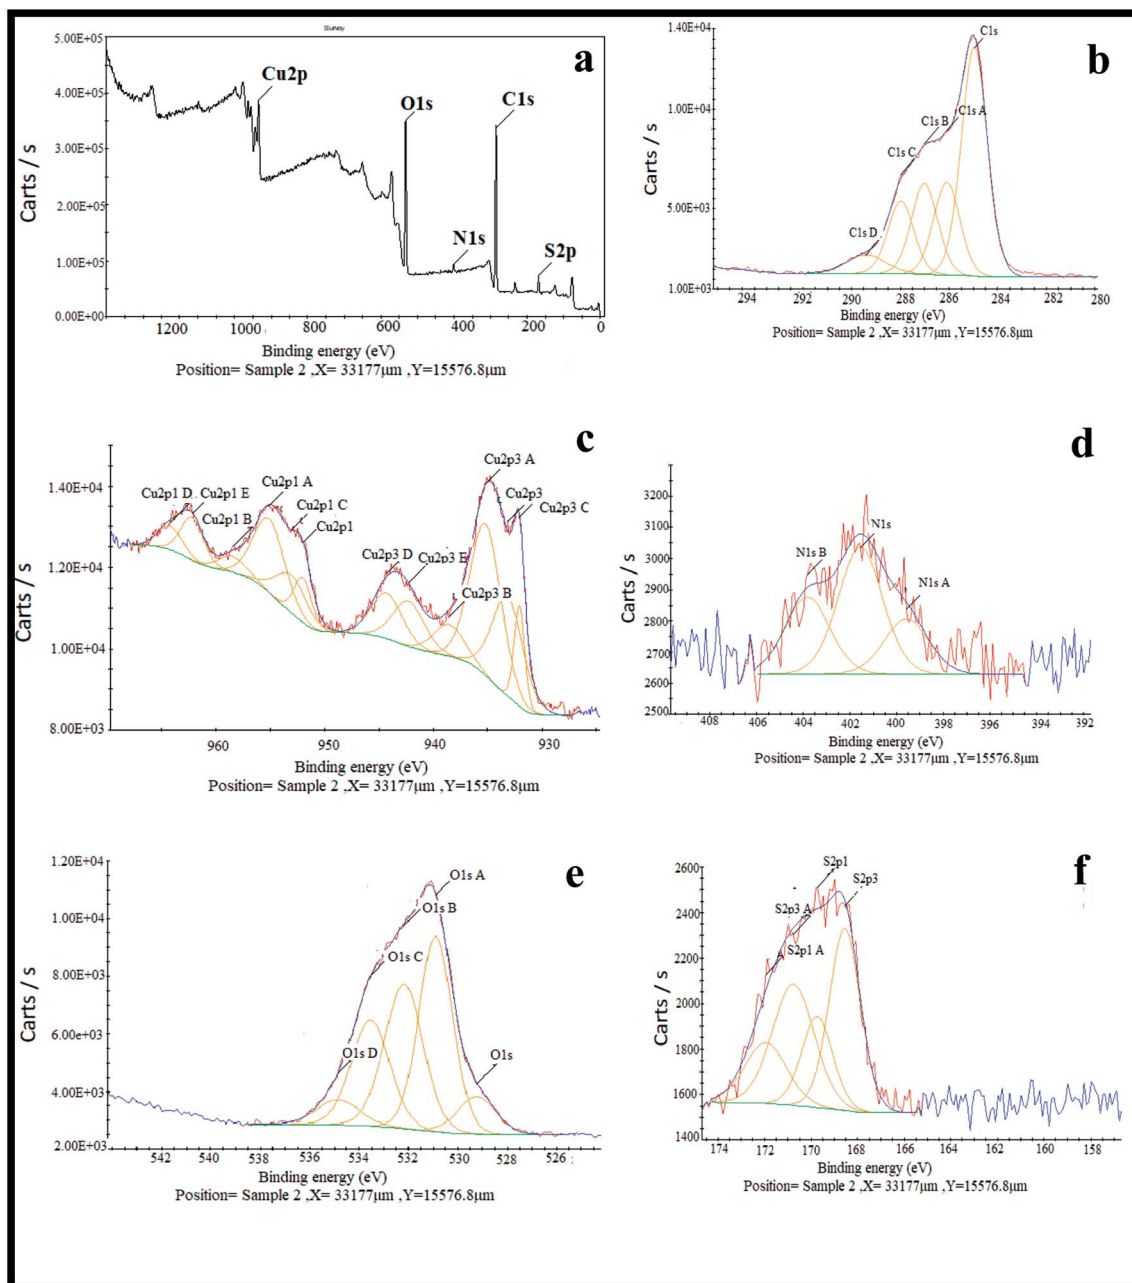 Survey
a
5.00E+05
4.00E+05
3.00E+05
2.00E+05
1.00E+05
0.00E+00
Carts / s
Cu2p
O1s
C1s
N1s
S2p
1200 1000 800 600 400 200 0
Binding energy (eV)
Position= Sample 2 ,X= 33177µm ,Y=15576.8µm
b
1.40E+04
1.00E+04
5.00E+03
1.00E+03
Carts / s
C1s
C1s A
C1s B
C1s C
C1s D
294 292 290 288 286 284 282 280
Binding energy (eV)
Position= Sample 2 ,X= 33177µm ,Y=15576.8µm
c
1.40E+04
1.20E+04
1.00E+04
8.00E+03
Carts / s
Cu2p1 D
Cu2p1 E
Cu2p1 B
Cu2p1 A
Cu2p1 C
Cu2p1
Cu2p3 D
Cu2p3 E
Cu2p3 B
Cu2p3 A
Cu2p3
Cu2p3 C
960 950 940 930
Binding energy (eV)
Position= Sample 2 ,X= 33177µm ,Y=15576.8µm
d
3200
3100
3000
2900
2800
2700
2600
2500
Carts / s
N1s B
N1s
N1s A
408 406 404 402 400 398 396 394 392
Binding energy (eV)
Position= Sample 2 ,X= 33177µm ,Y=15576.8µm
e
1.20E+04
1.00E+04
8.00E+03
6.00e+03
4.00E+03
2.00E+03
Carts / s
O1s A
O1s B
O1s C
O1s D
O1s
542 540 538 536 534 532 530 528 526
Binding energy (eV)
Position= Sample 2 ,X= 33177µm ,Y=15576.8µm
f
2600
2400
2200
2000
1800
1600
1400
Carts / s
S2p1
S2p3
S2p3 A
S2p1 A
174 172 170 168 166 164 162 160 158
Binding energy (eV)
Position= Sample 2 ,X= 33177µm ,Y=15576.8µm